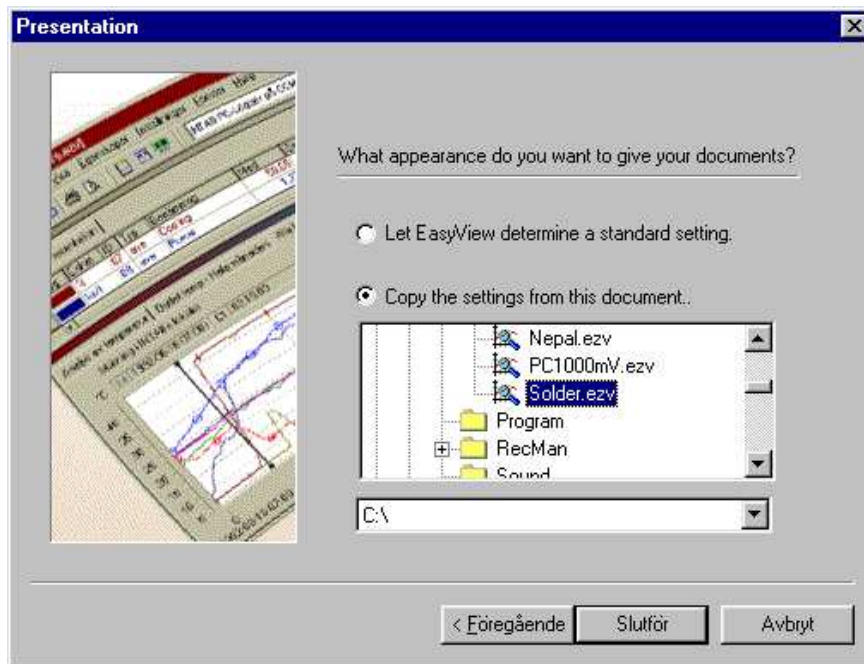 Presentation
What appearance do you want to give your documents?
Let EasyView determine a standard setting.
Copy the settings from this document..
Nepal.ezv
PC1000mV.ezv
Solder.ezv
Program
RecMan
Sound
C:\
< Föregående
Slutför
Avbryt